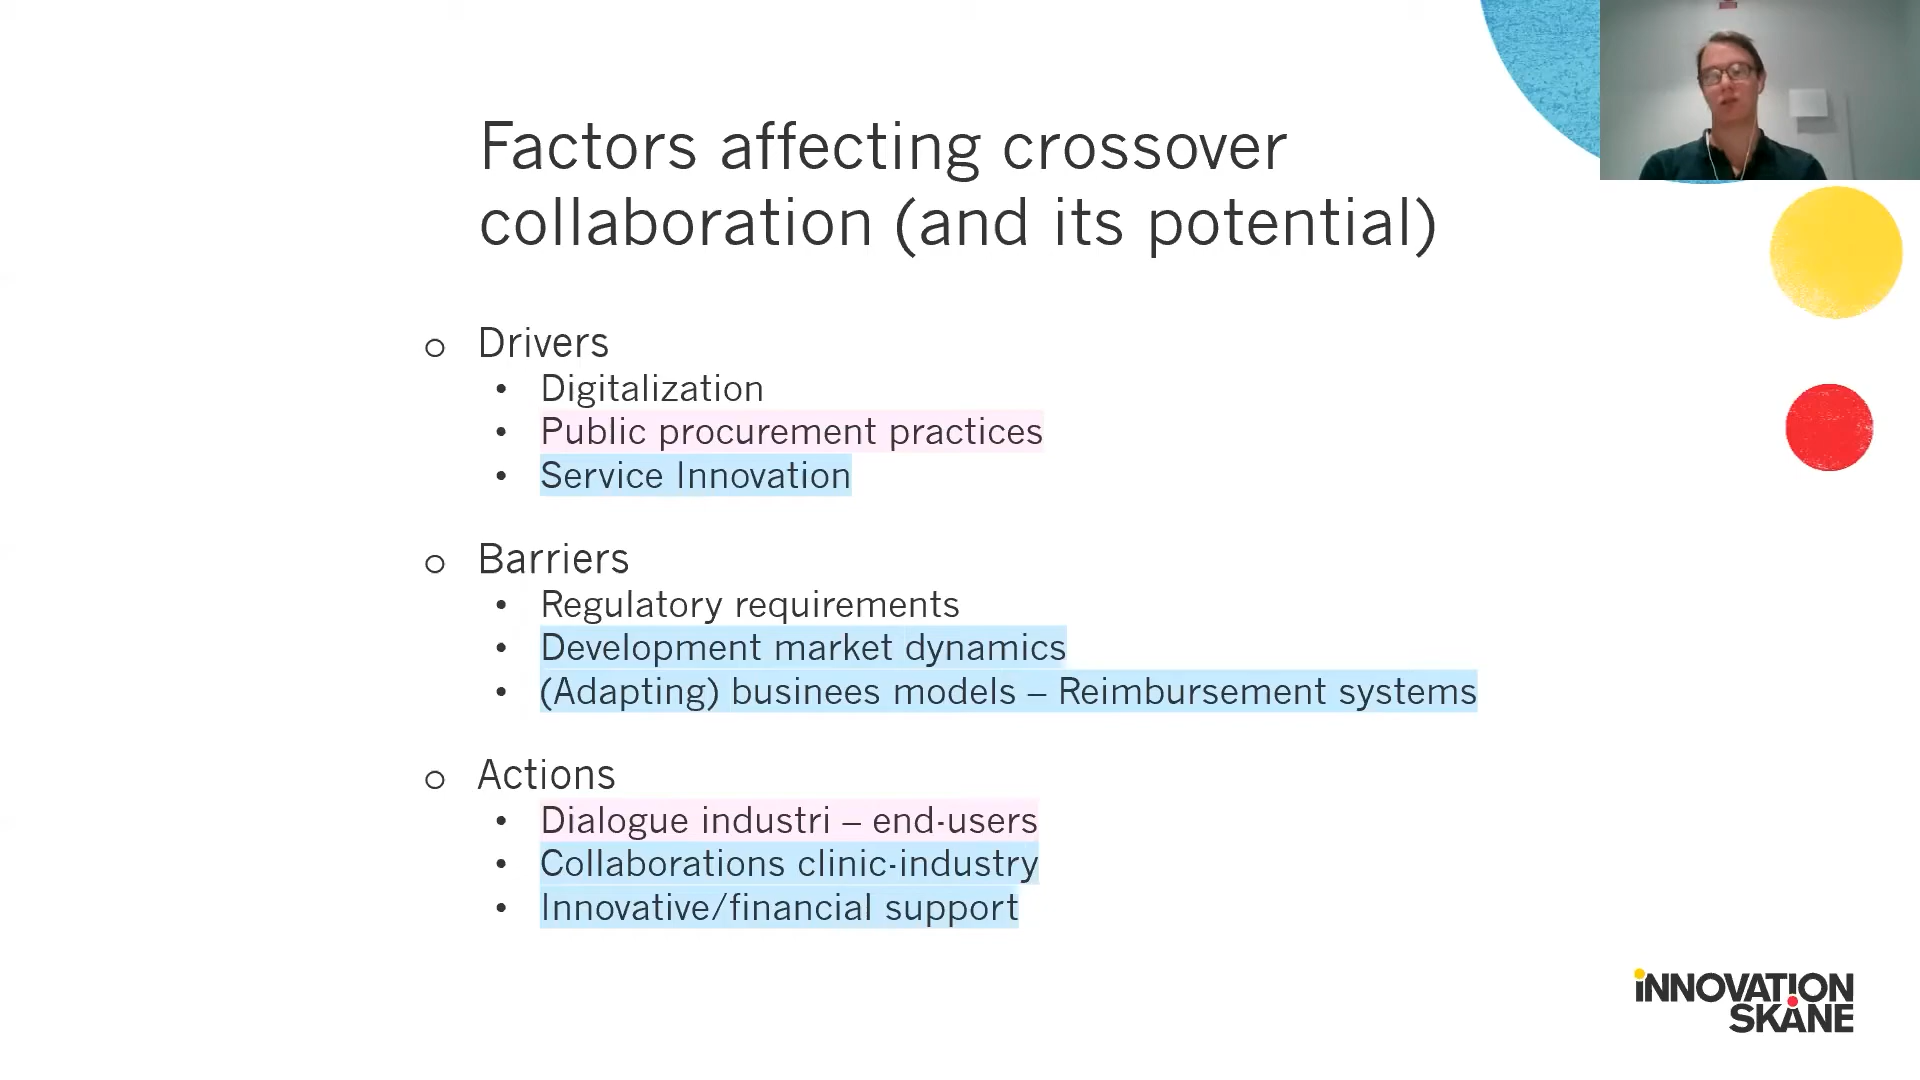 Factors affecting crossover
collaboration (and its potential)
o Drivers
• Digitalization
• Public procurement practices
• Service Innovation
o Barriers
• Regulatory requirements
• Development market dynamics
• (Adapting) businees models – Reimbursement systems
o Actions
• Dialogue industri – end-users
• Collaborations clinic-industry
• Innovative/financial support
iNNOVATION
SKÅNE